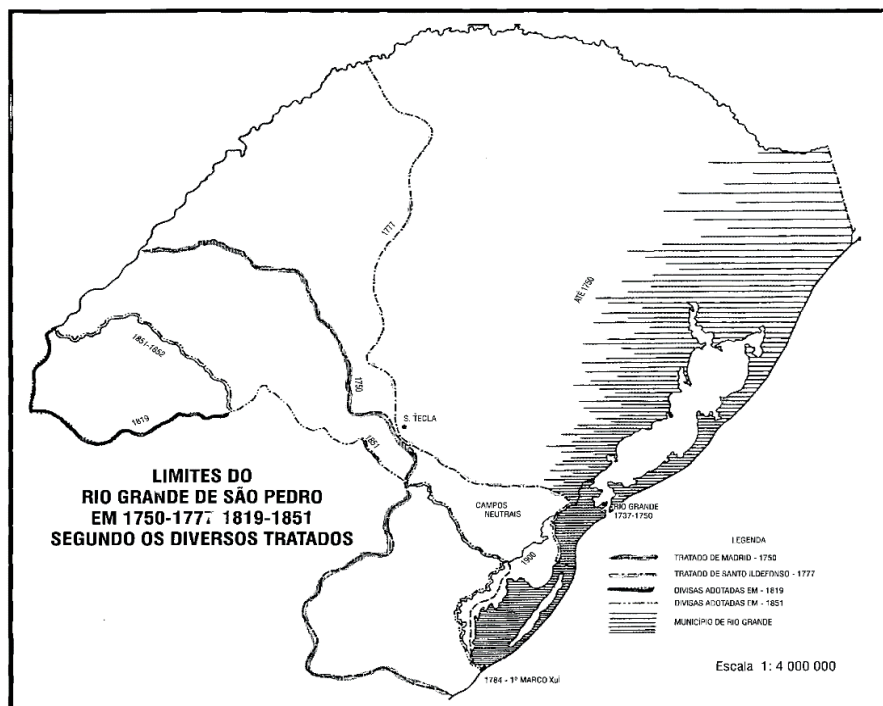 1777
ATÉ 1750
1851-1852
1819
1750
S. TECLA
1851
LIMITES DO
RIO GRANDE DE SÃO PEDRO
EM 1750-1777 1819-1851
SEGUNDO OS DIVERSOS TRATADOS
CAMPOS
NEUTRAIS
RIO GRANDE
1737-1750
1900
LEGENDA
TRATADO DE MADRID - 1750
TRATADO DE SANTO ILDEFONSO - 1777
DIVISAS ADOTADAS EM - 1819
DIVISAS ADOTADAS EM - 1851
MUNICÍPIO DE RIO GRANDE
Escala 1: 4 000 000
1784 - 1º MARCO Xuí